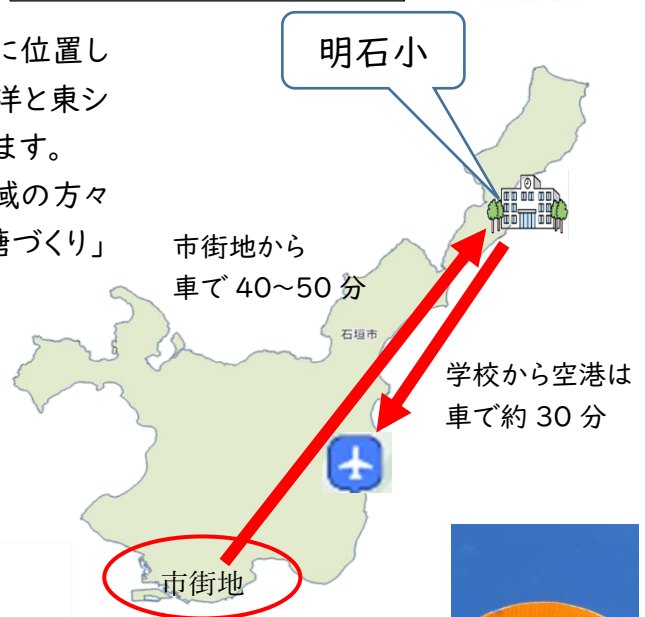 に位置し
洋と東シ
ます。
域の方々
糖づくり」
明石小
市街地から
車で 40~50 分
石垣市
学校から空港は
車で約 30 分
市街地